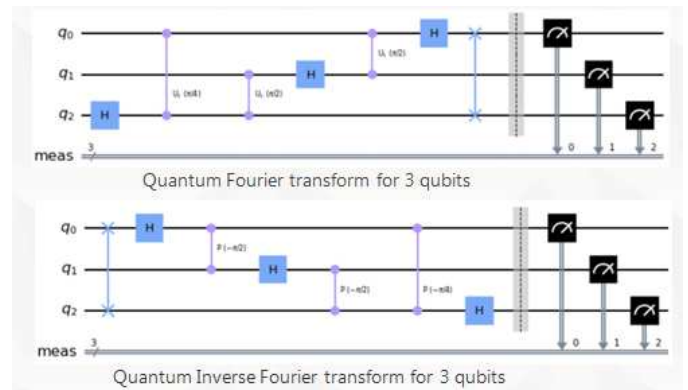 q0 H
U₁ (π/2)
q1 H
U₁ (π/4) U₁ (π/2)
q2 H
meas 3 0 1 2
Quantum Fourier transform for 3 qubits
q0 H
P (−π/2)
q1 H
P (−π/2) P (−π/4)
q2 H
meas 3 0 1 2
Quantum Inverse Fourier transform for 3 qubits